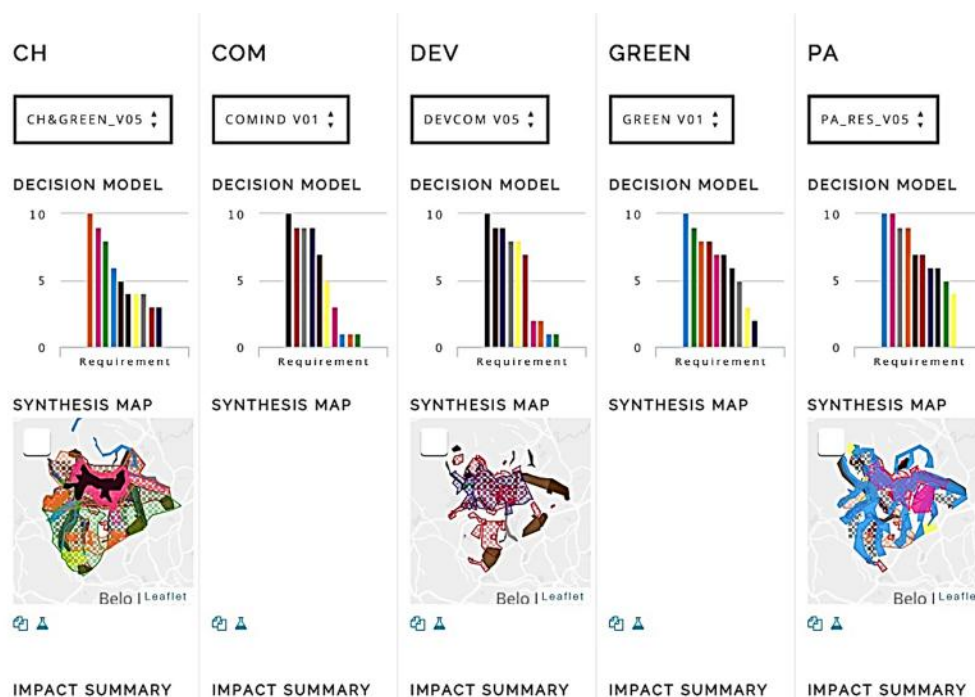 CH COM DEV GREEN PA
CH&GREEN_V05 COMIND V01 DEVCOM V05 GREEN V01 PA_RES_V05
DECISION MODEL DECISION MODEL DECISION MODEL DECISION MODEL DECISION MODEL
10 10 10 10 10
5 5 5 5 5
0 0 0 0 0
Requirement Requirement Requirement Requirement Requirement
SYNTHESIS MAP SYNTHESIS MAP SYNTHESIS MAP SYNTHESIS MAP SYNTHESIS MAP
Belo Leaflet Belo Leaflet Belo Leafle
IMPACT SUMMARY IMPACT SUMMARY IMPACT SUMMARY IMPACT SUMMARY IMPACT SUMMARY